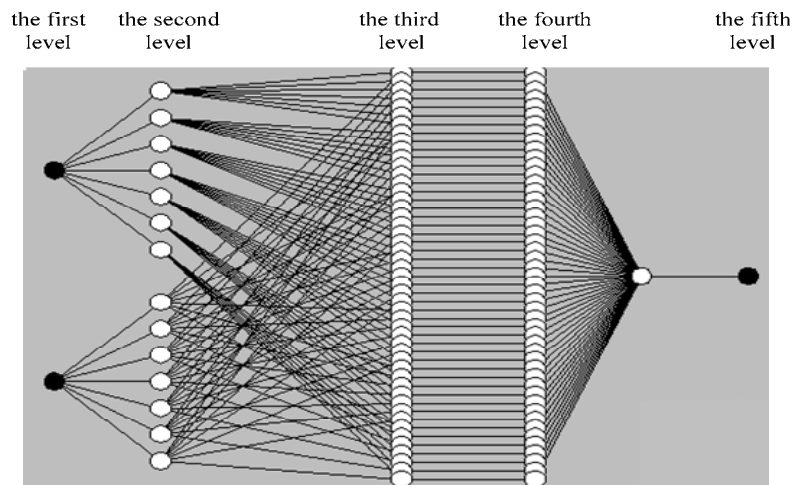 the first the second the third the fourth the fifth
level level level level level